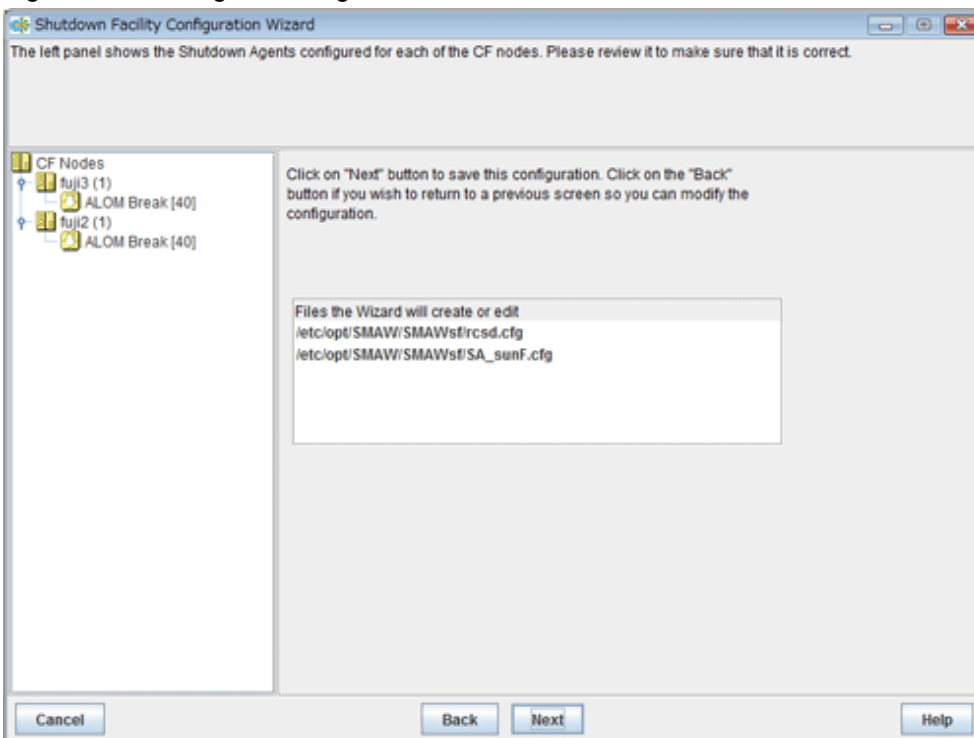 Shutdown Facility Configuration Wizard
The left panel shows the Shutdown Agents configured for each of the CF nodes. Please review it to make sure that it is correct.
CF Nodes
fuji3 (1)
ALOM Break [40]
fuji2 (1)
ALOM Break [40]
Click on "Next" button to save this configuration. Click on the "Back"
button if you wish to return to a previous screen so you can modify the
configuration.
Files the Wizard will create or edit
/etc/opt/SMAW/SMAWsf/rcsd.cfg
/etc/opt/SMAW/SMAWsf/SA_sunF.cfg
Cancel
Back
Next
Help